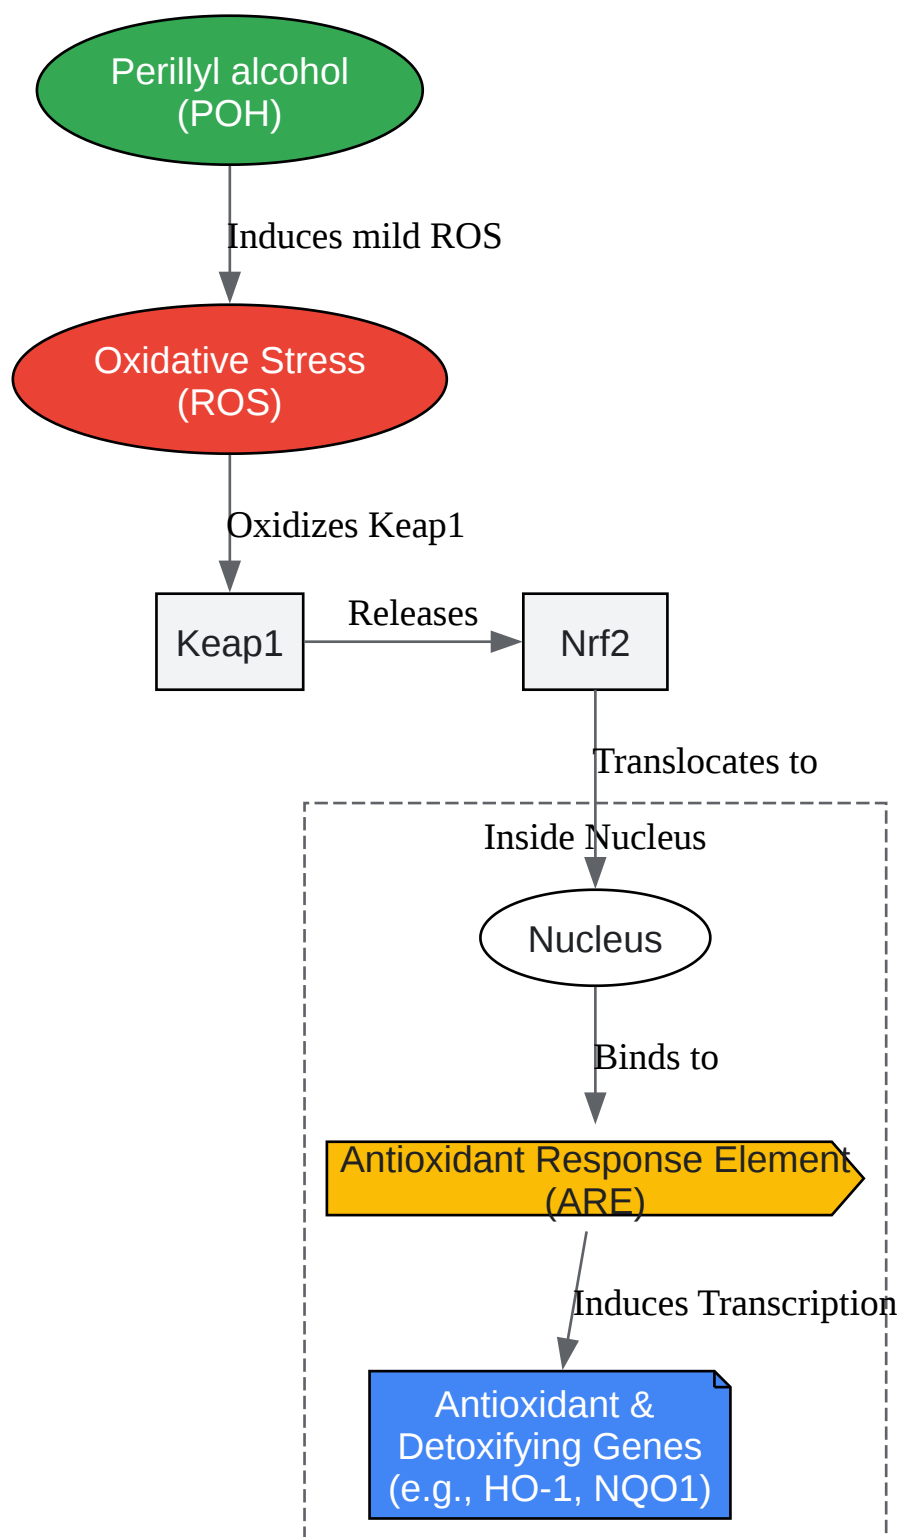 Perillyl alcohol
(POH)
Induces mild ROS
Oxidative Stress
(ROS)
Oxidizes Keap1
Keap1
Releases
Nrf2
Translocates to
Inside Nucleus
Nucleus
Binds to
Antioxidant Response Element
(ARE)
Induces Transcription
Antioxidant &
Detoxifying Genes
(e.g., HO-1, NQO1)